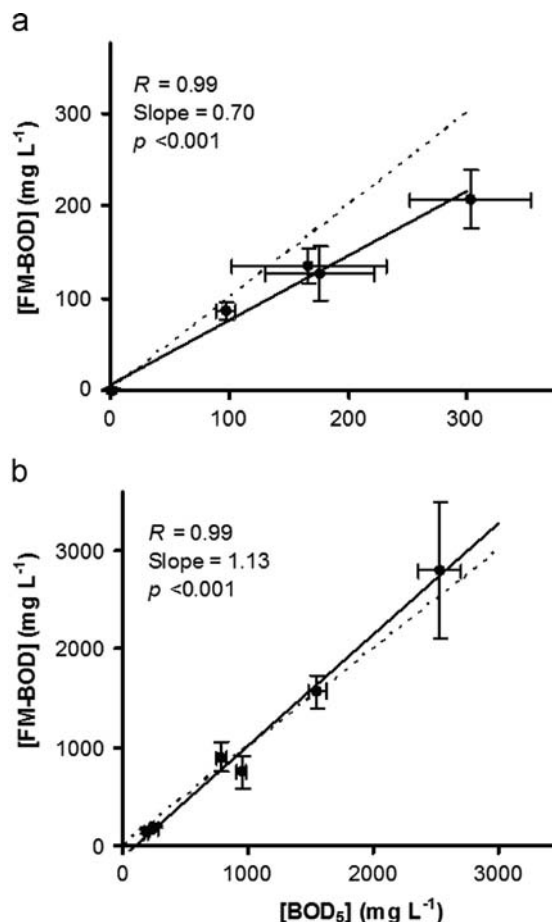 a
R = 0.99
Slope = 0.70
p <0.001
[FM-BOD] (mg L⁻¹)
300
200
100
0
0 100 200 300
b
R = 0.99
Slope = 1.13
p <0.001
[FM-BOD] (mg L⁻¹)
3000
2000
1000
0
0 1000 2000 3000
[BOD₅] (mg L⁻¹)